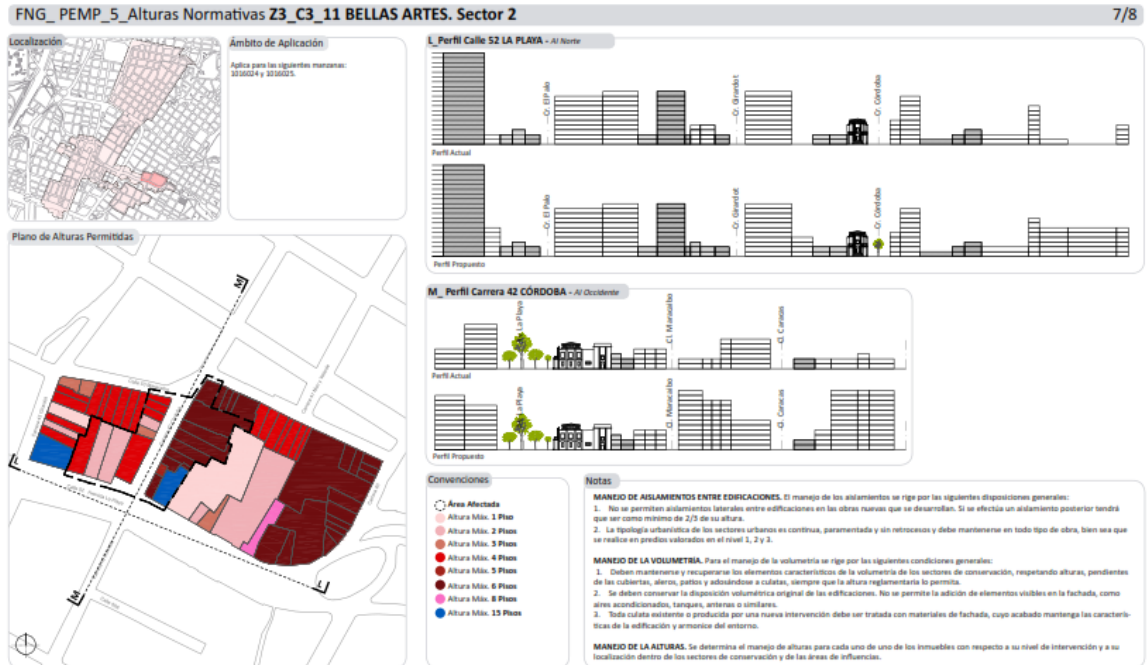 FNG_ PEMP_5_Alturas Normativas Z3_C3_11 BELLAS ARTES. Sector 2
7/8
Localización
Ámbito de Aplicación
Aplica para las siguientes manzanas:
1016024 y 1016025.
L_Perfil Calle 52 LA PLAYA - Al Norte
Cr. El Palo
Cr. Girardot
Cr. Córdoba
Perfil Actual
Cr. El Palo
Cr. Girardot
Cr. Córdoba
Perfil Propuesto
Plano de Alturas Permitidas
M
L
L
M
M_ Perfil Carrera 42 CÓRDOBA - Al Occidente
La Playa
Cl. Maracaibo
Cl. Caracas
Perfil Actual
La Playa
Cl. Maracaibo
Cl. Caracas
Perfil Propuesto
Convenciones
Área Afectada
Altura Máx. 1 Piso
Altura Máx. 2 Pisos
Altura Máx. 3 Pisos
Altura Máx. 4 Pisos
Altura Máx. 5 Pisos
Altura Máx. 6 Pisos
Altura Máx. 8 Pisos
Altura Máx. 15 Pisos
Notas
MANEJO DE AISLAMIENTOS ENTRE EDIFICACIONES. El manejo de los aislamientos se rige por las siguientes disposiciones generales:
1. No se permiten aislamientos laterales entre edificaciones en las obras nuevas que se desarrollan. Si se efectúa un aislamiento posterior tendrá
que ser como mínimo de 2/3 de su altura.
2. La tipología urbanística de los sectores urbanos es continua, paramentada y sin retrocesos y debe mantenerse en todo tipo de obra, bien sea que
se realice en predios valorados en el nivel 1, 2 y 3.
MANEJO DE LA VOLUMETRÍA. Para el manejo de la volumetría se rige por las siguientes condiciones generales:
1. Deben mantenerse y recuperarse los elementos característicos de la volumetría de los sectores de conservación, respetando alturas, pendientes
de las cubiertas, aleros, patios y adosándose a culatas, siempre que la altura reglamentaria lo permita.
2. Se deben conservar la disposición volumétrica original de las edificaciones. No se permite la adición de elementos visibles en la fachada, como
aires acondicionados, tanques, antenas o similares.
3. Toda culata existente o producida por una nueva intervención debe ser tratada con materiales de fachada, cuyo acabado mantenga las caracterís-
ticas de la edificación y armonice del entorno.
MANEJO DE LA ALTURAS. Se determina el manejo de alturas para cada uno de uno de los inmuebles con respecto a su nivel de intervención y a su
localización dentro de los sectores de conservación y de las áreas de influencias.